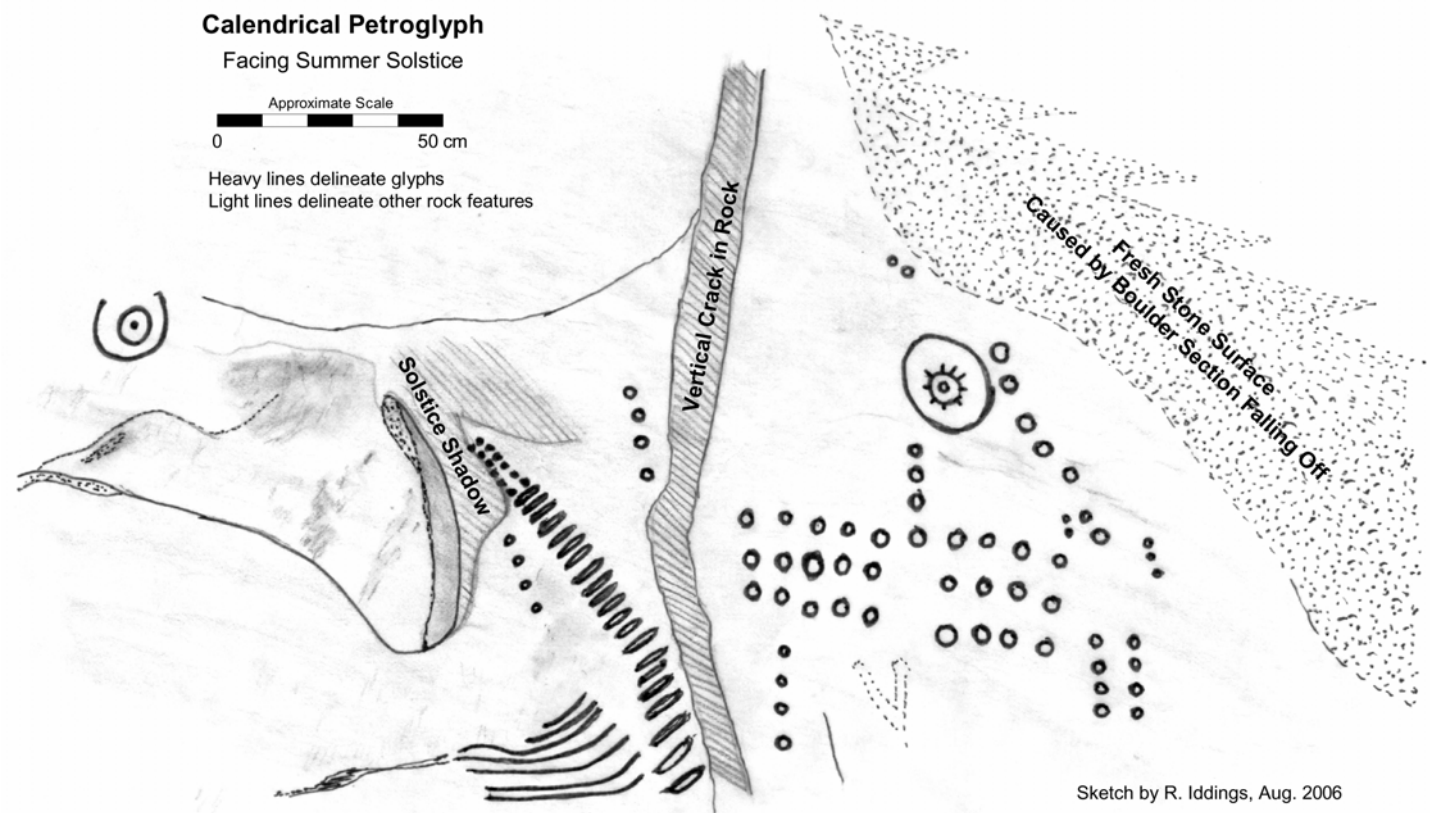 Calendrical Petroglyph
Facing Summer Solstice
Approximate Scale
0 50 cm
Heavy lines delineate glyphs
Light lines delineate other rock features
Solstice Shadow
Vertical Crack in Rock
Fresh Stone Surface
Caused by Boulder Section Falling Off
Sketch by R. Iddings, Aug. 2006